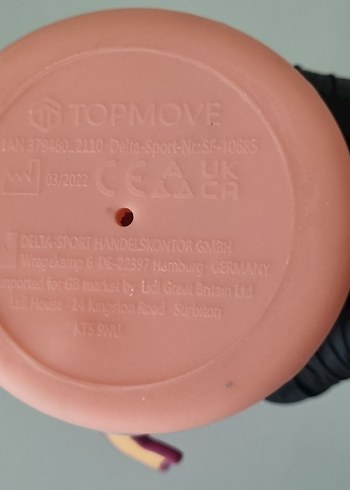 TOPMOVE
IAN 379460_2110 · Delta-Sport-Nr.: SF-10685
03/2022 CE UK CA
DELTA-SPORT HANDELSKONTOR GMBH
Wragekamp 6 · DE-22397 Hamburg · GERMANY
Imported for GB market by: Lidl Great Britain Ltd
Lidl House · 14 Kingston Road · Surbiton
KT5 9NU